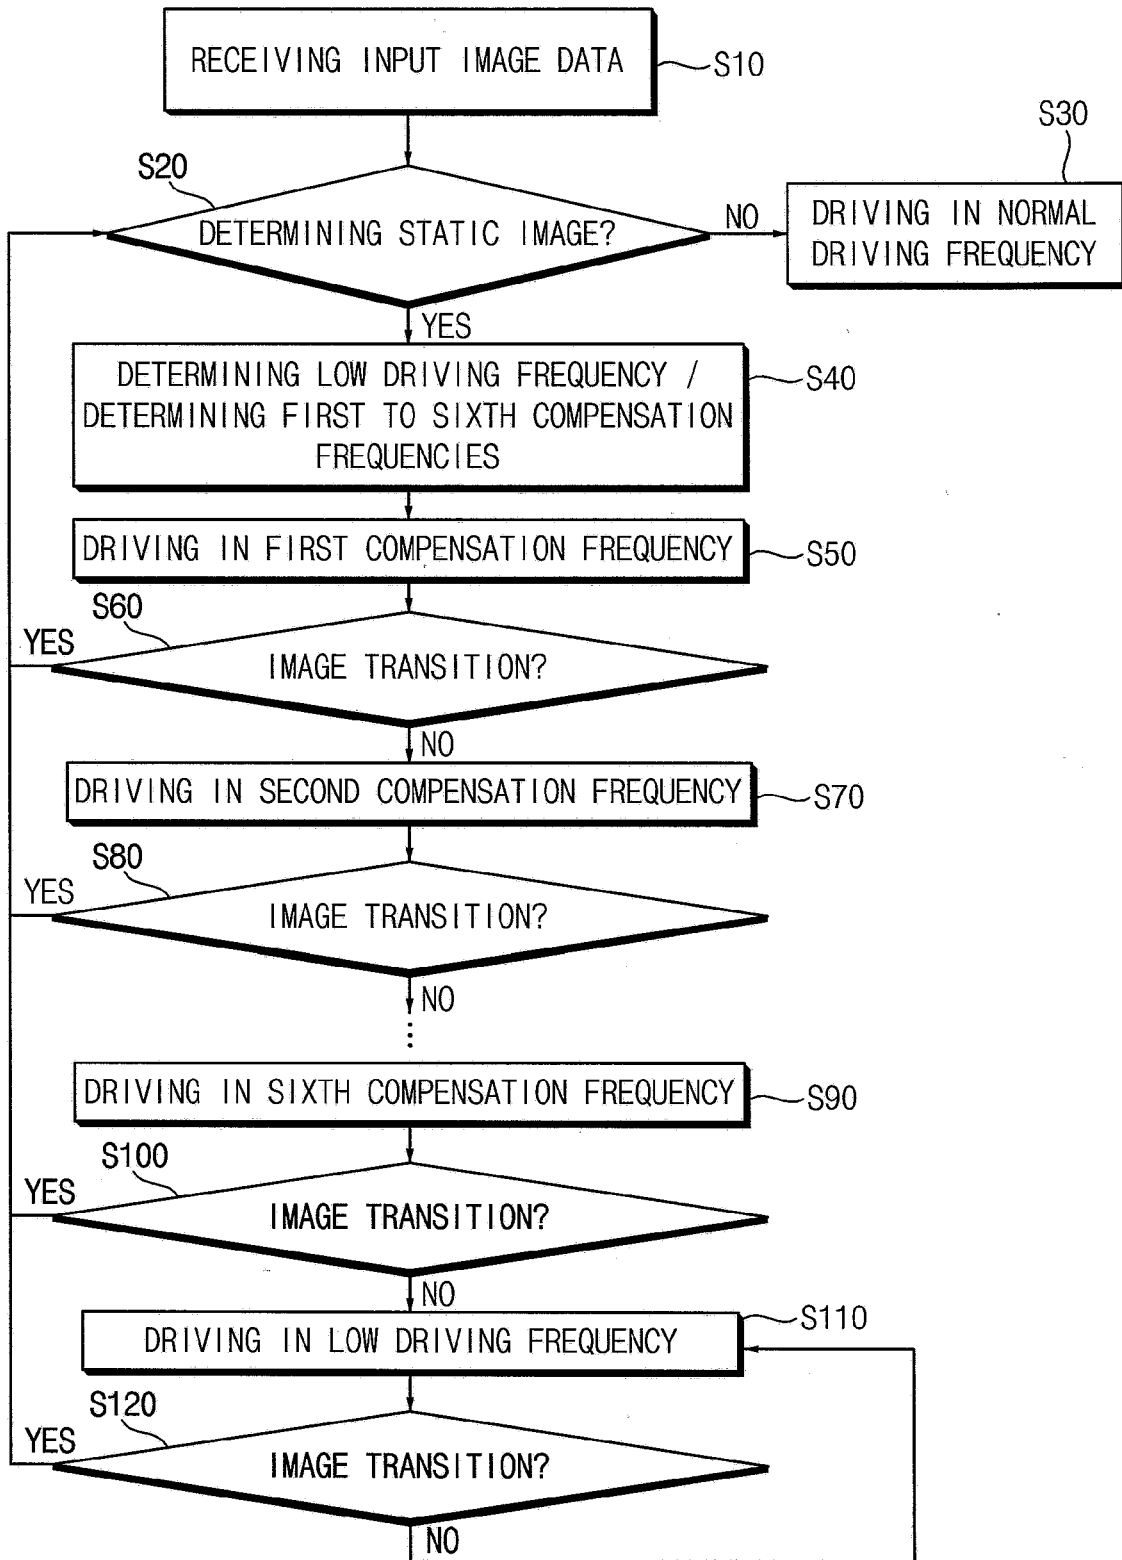 RECEIVING INPUT IMAGE DATA
S10
S30
S20
DETERMINING STATIC IMAGE?
NO
DRIVING IN NORMAL
DRIVING FREQUENCY
YES
DETERMINING LOW DRIVING FREQUENCY /
DETERMINING FIRST TO SIXTH COMPENSATION
FREQUENCIES
S40
DRIVING IN FIRST COMPENSATION FREQUENCY
S50
S60
YES
IMAGE TRANSITION?
NO
DRIVING IN SECOND COMPENSATION FREQUENCY
S70
S80
YES
IMAGE TRANSITION?
NO
⋮
DRIVING IN SIXTH COMPENSATION FREQUENCY
S90
S100
YES
IMAGE TRANSITION?
NO
DRIVING IN LOW DRIVING FREQUENCY
S110
S120
YES
IMAGE TRANSITION?
NO